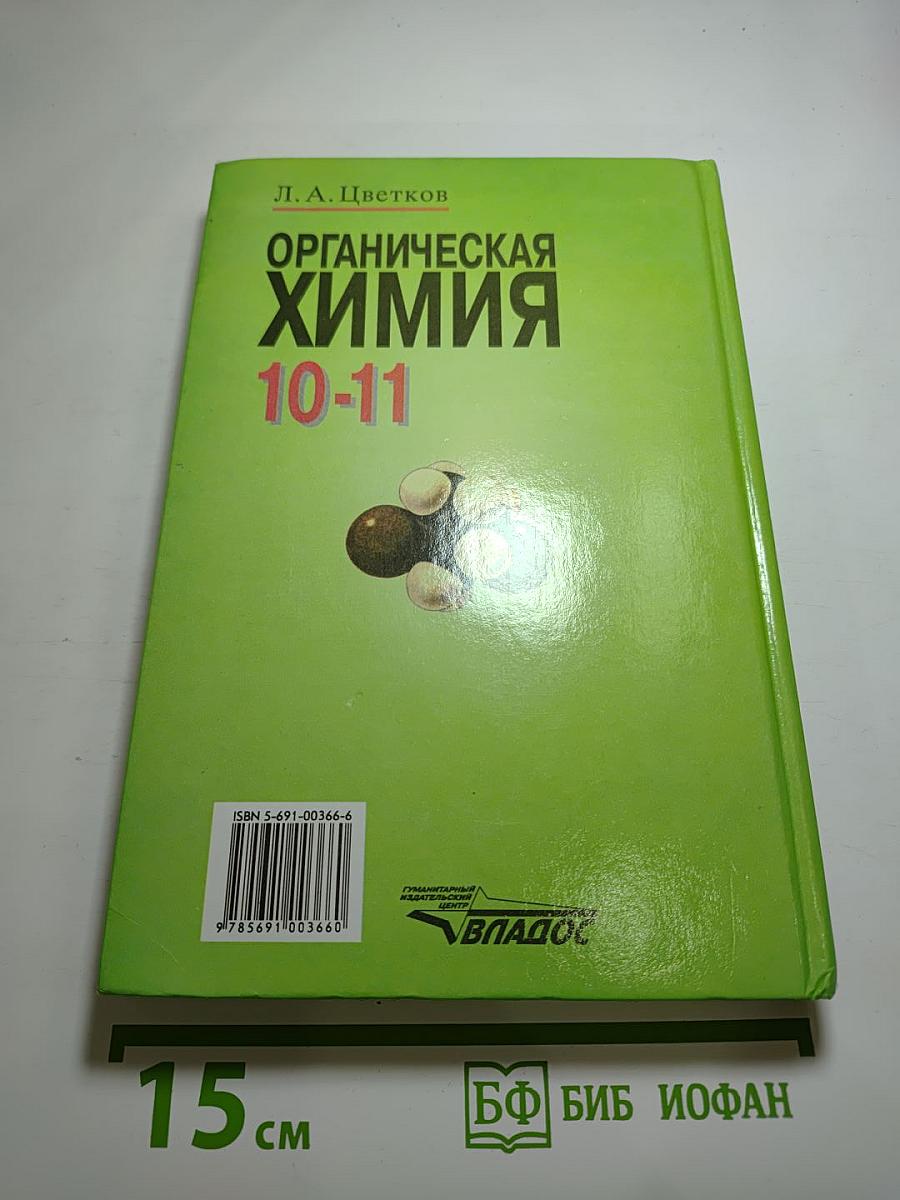 Л. А. Цветков
ОРГАНИЧЕСКАЯ
ХИМИЯ
10-11
ISBN 5-691-00366-6
9 785691 003660
ГУМАНИТАРНЫЙ
ИЗДАТЕЛЬСКИЙ
ЦЕНТР
ВЛАДОС
15 см
БФ БИБ ИОФАН